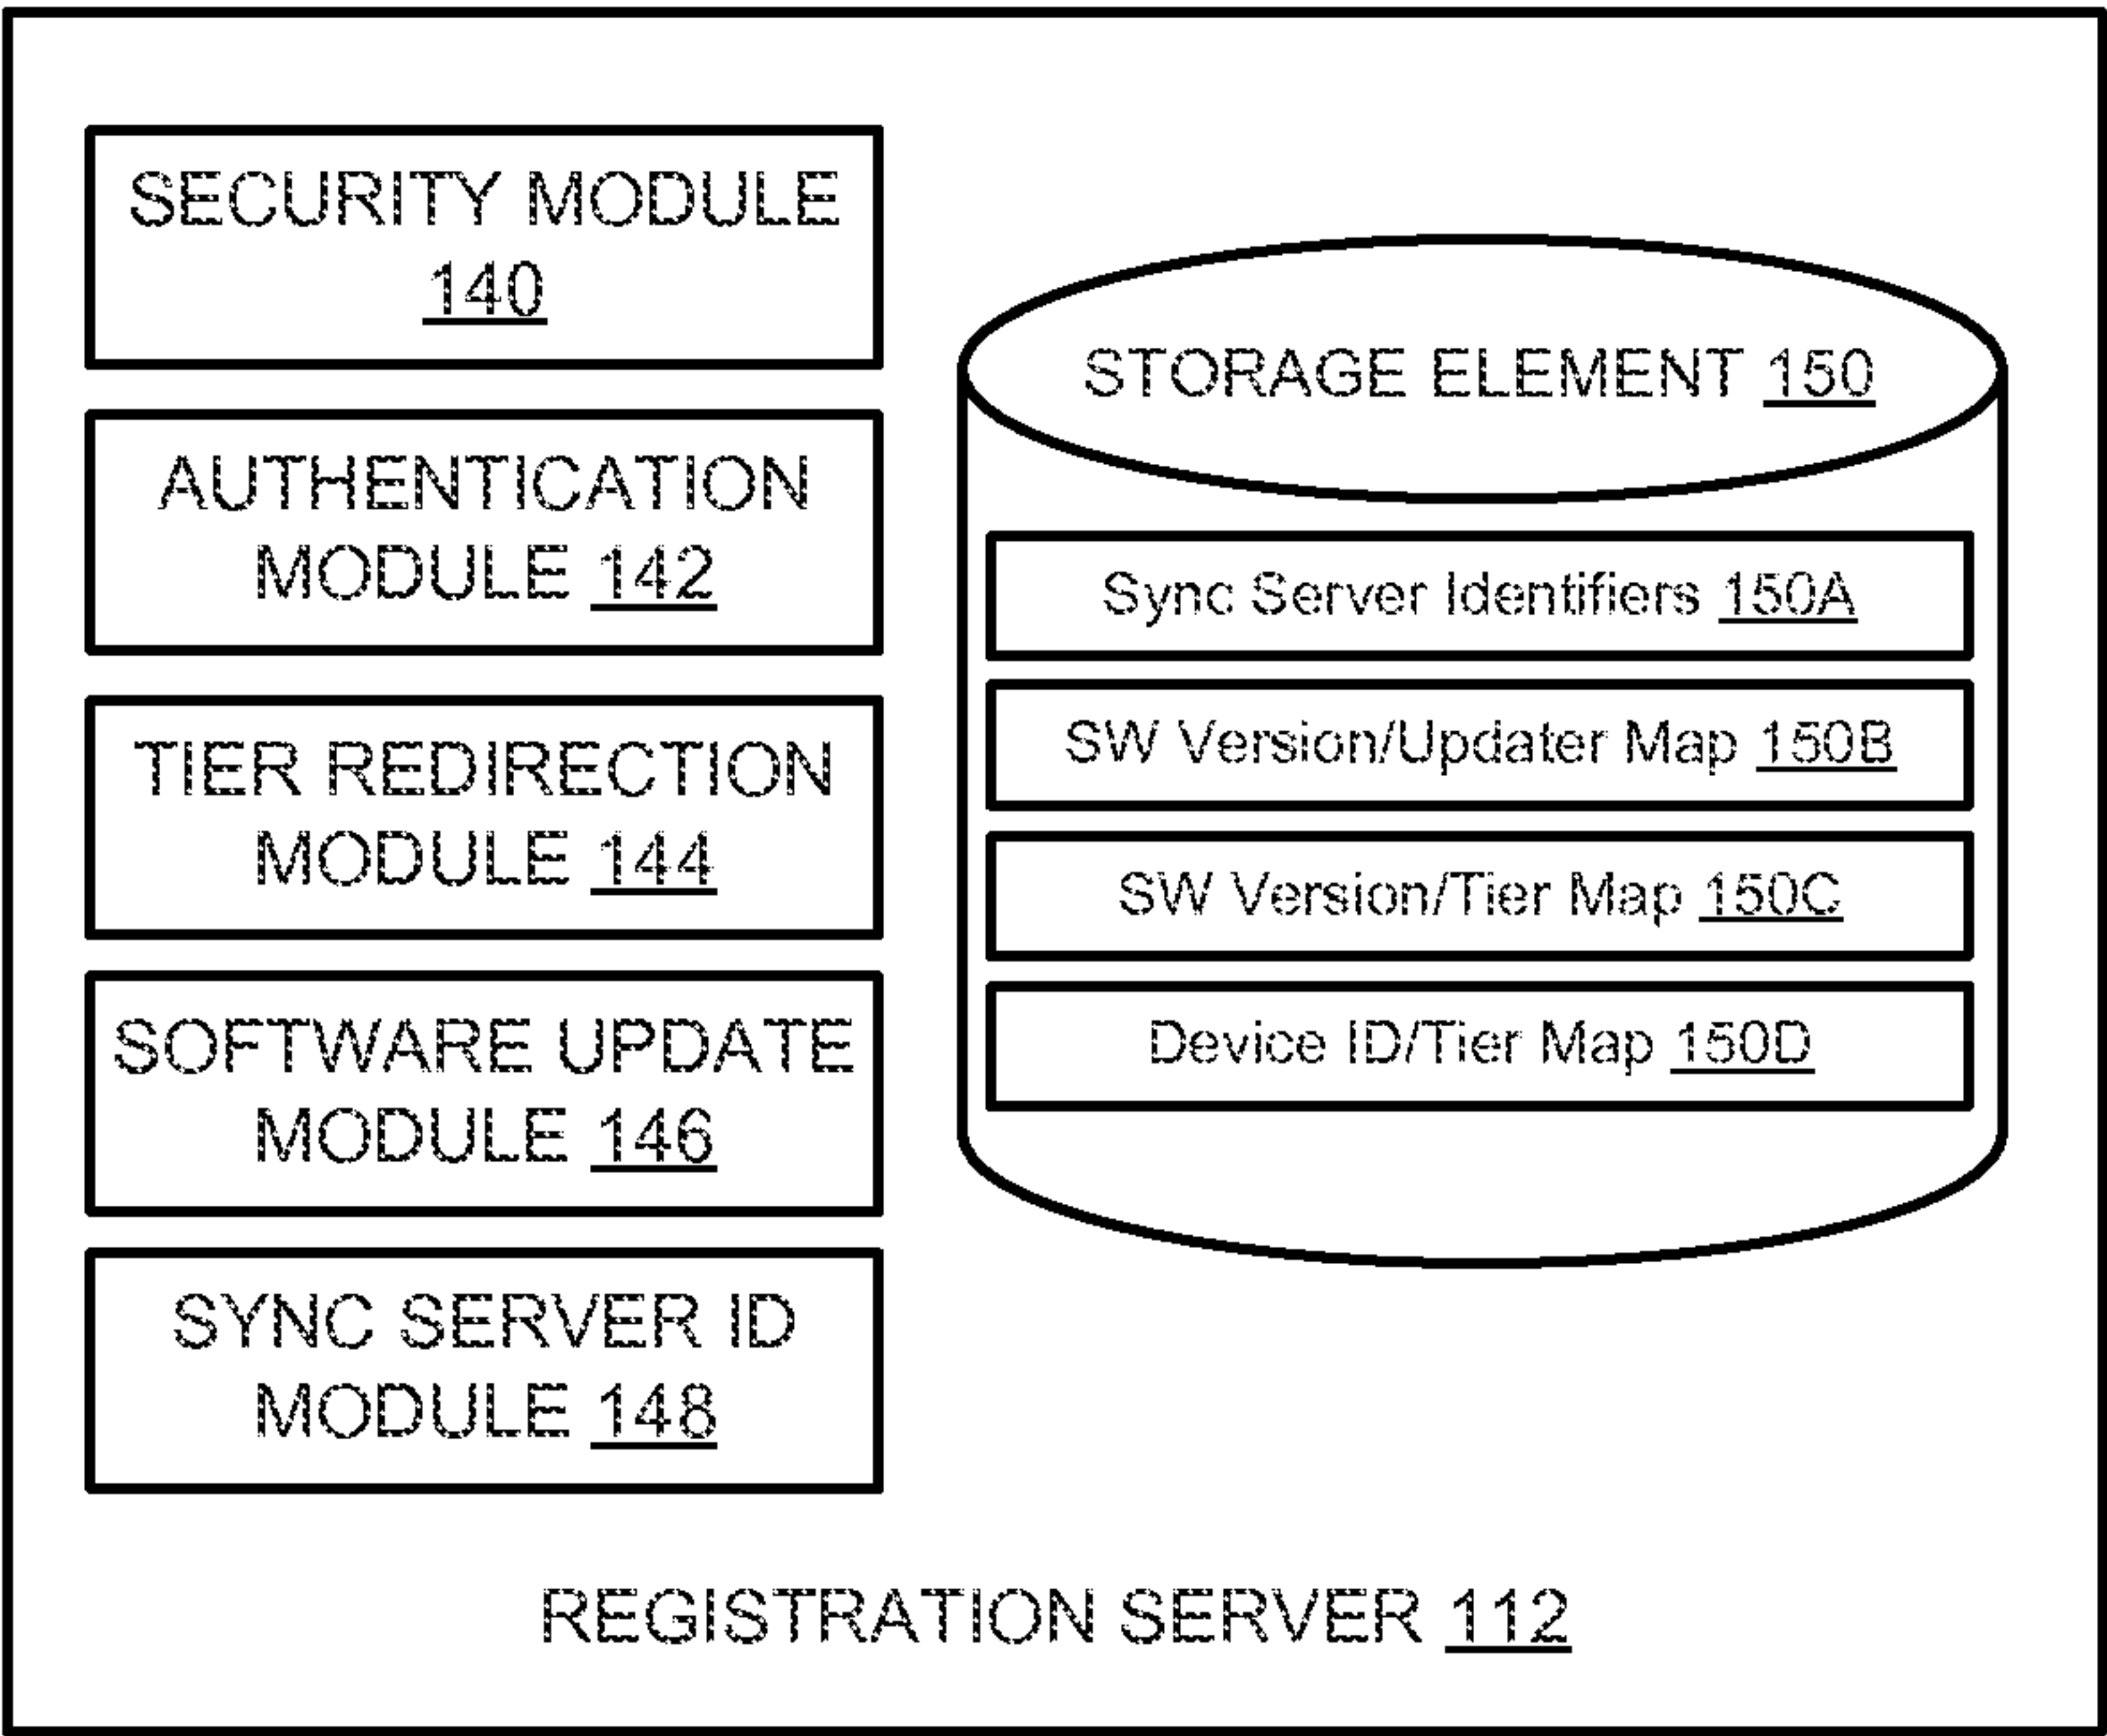 SECURITY MODULE
140
AUTHENTICATION
MODULE 142
TIER REDIRECTION
MODULE 144
SOFTWARE UPDATE
MODULE 146
SYNC SERVER ID
MODULE 148
STORAGE ELEMENT 150
Sync Server Identifiers 150A
SW Version/Updater Map 150B
SW Version/Tier Map 150C
Device ID/Tier Map 150D
REGISTRATION SERVER 112